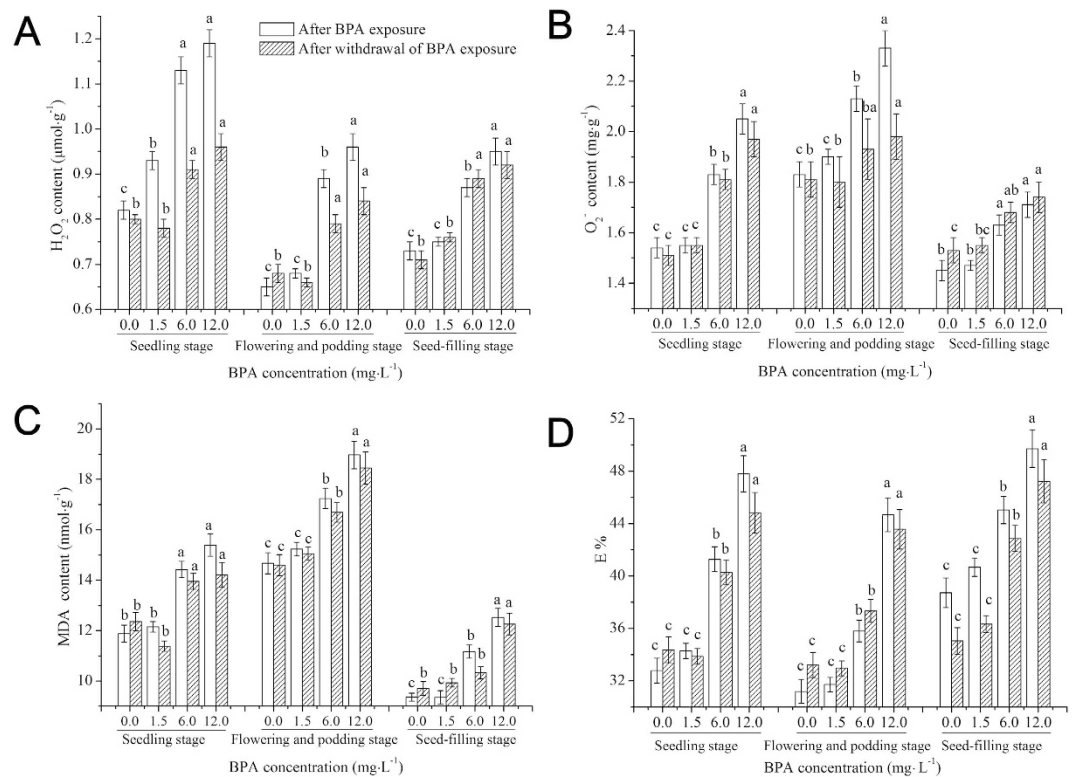 A
H₂O₂ content (μmol·g⁻¹)
1.2
1.1
1.0
0.9
0.8
0.7
0.6
After BPA exposure
After withdrawal of BPA exposure
c b b b a a a a
c b c b b a a a
c b c b b a a a
0.0 1.5 6.0 12.0 0.0 1.5 6.0 12.0 0.0 1.5 6.0 12.0
Seedling stage Flowering and podding stage Seed-filling stage
BPA concentration (mg·L⁻¹)
B
O₂⁻ content (mg·g⁻¹)
2.4
2.2
2.0
1.8
1.6
1.4
c c c c b b a a
c b c b b ba a a
b c b bc a ab a a
0.0 1.5 6.0 12.0 0.0 1.5 6.0 12.0 0.0 1.5 6.0 12.0
Seedling stage Flowering and podding stage Seed-filling stage
BPA concentration (mg·L⁻¹)
C
MDA content (nmol·g⁻¹)
20
18
16
14
12
10
b b b b a a a a
c c c c b b a a
c b c b b b a a
0.0 1.5 6.0 12.0 0.0 1.5 6.0 12.0 0.0 1.5 6.0 12.0
Seedling stage Flowering and podding stage Seed-filling stage
BPA concentration (mg·L⁻¹)
D
E %
52
48
44
40
36
32
c c c c b b a a
c c c c b b a a
c c c c b b a a
0.0 1.5 6.0 12.0 0.0 1.5 6.0 12.0 0.0 1.5 6.0 12.0
Seedling stage Flowering and podding stage Seed-filling stage
BPA concentration (mg·L⁻¹)